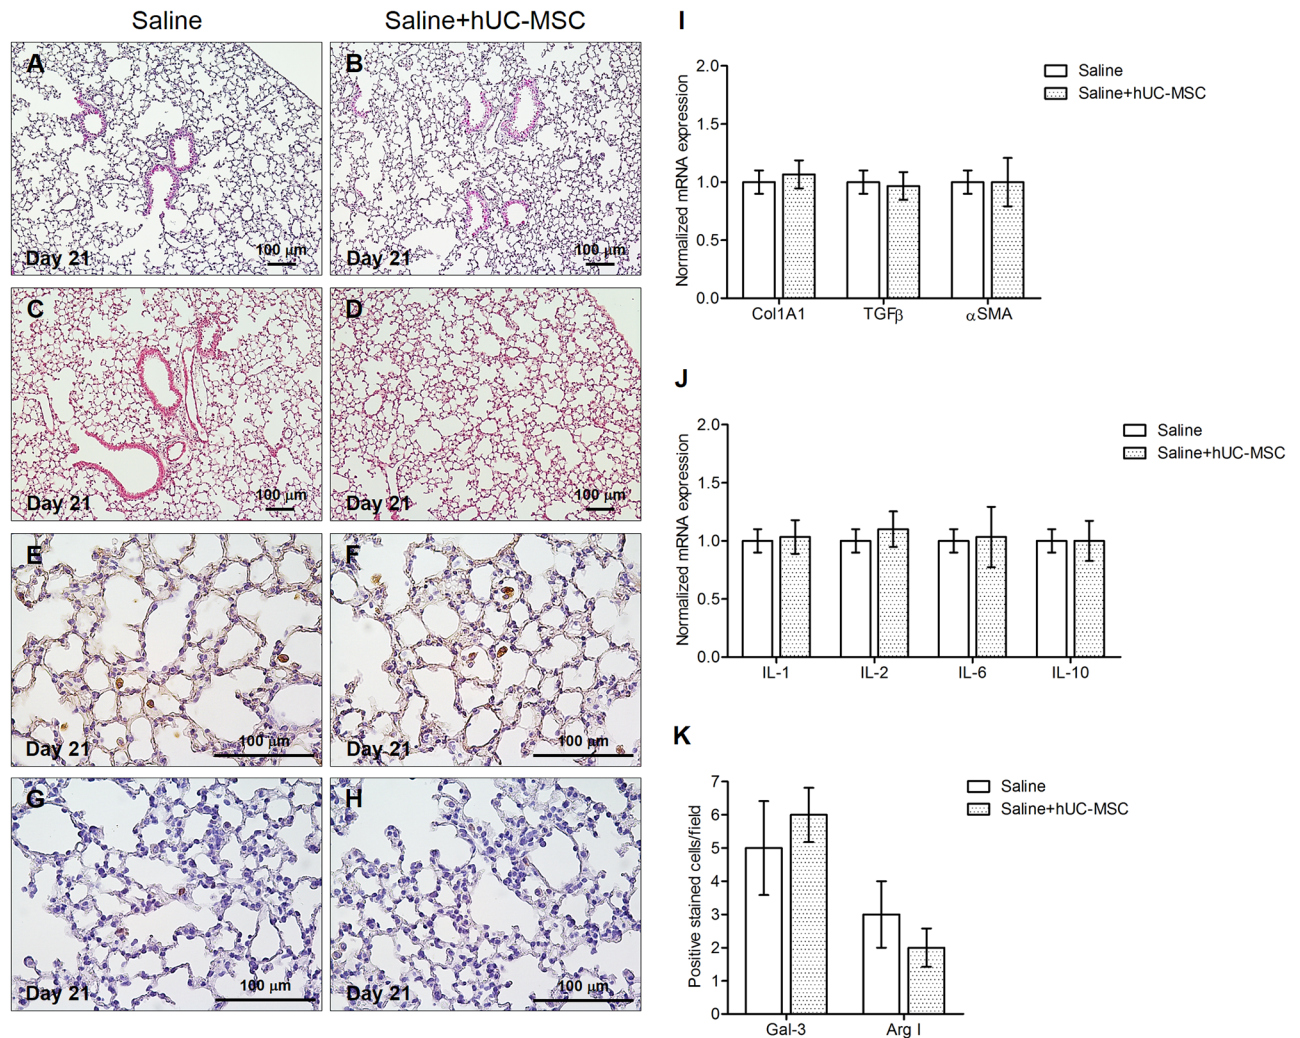 Saline
Saline+hUC-MSC
A
Day 21
100 μm
B
Day 21
100 μm
C
Day 21
100 μm
D
Day 21
100 μm
E
Day 21
100 μm
F
Day 21
100 μm
G
Day 21
100 μm
H
Day 21
100 μm
I
Normalized mRNA expression
2.0
1.5
1.0
0.5
0.0
Col1A1
TGFβ
αSMA
Saline
Saline+hUC-MSC
J
Normalized mRNA expression
2.0
1.5
1.0
0.5
0.0
IL-1
IL-2
IL-6
IL-10
Saline
Saline+hUC-MSC
K
Positive stained cells/field
7
6
5
4
3
2
1
0
Gal-3
Arg I
Saline
Saline+hUC-MSC